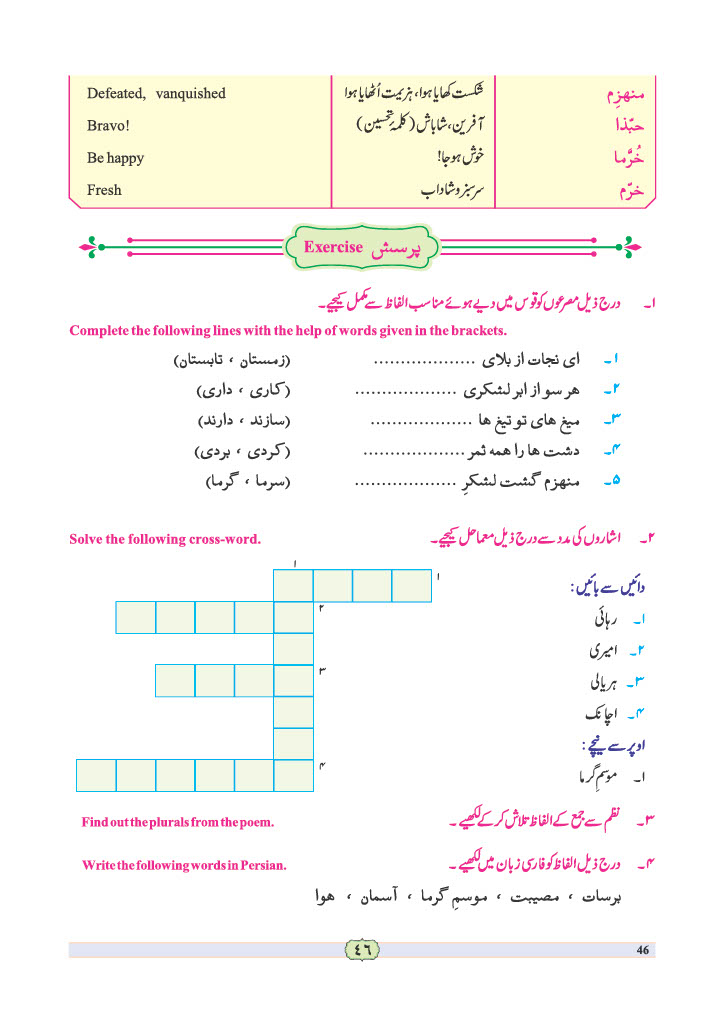 Defeated, vanquished شکست کھایا ہوا، ہزیمت اُٹھایا ہوا منھزِم
Bravo! آفرین، شاباش (کلمۂ تحسین) حبّذا
Be happy خوش ہوجا! خُرَّما
Fresh سرسبز و شاداب خرّم
Exercise پرسش
۱۔ درج ذیل مصرعوں کو قوس میں دیے ہوئے مناسب الفاظ سے مکمل کیجیے۔
Complete the following lines with the help of words given in the brackets.
۱۔ ای نجات از بلای ................... (زمستان ، تابستان)
۲۔ هر سو از ابر لشکری ................... (کاری ، داری)
۳۔ میغ های تو تیغ ها ................... (سازند ، دارند)
۴۔ دشت ها را همه ثمر ................... (کردی ، بردی)
۵۔ منهزم گشت لشکرِ ................... (سرما ، گرما)
Solve the following cross-word. ۲۔ اشاروں کی مدد سے درج ذیل معما حل کیجیے۔
۱
۱
۲
۳
۴
دائیں سے بائیں :
۱۔ رہائی
۲۔ امیری
۳۔ ہریالی
۴۔ اچانک
اوپر سے نیچے :
۱۔ موسمِ گرما
Find out the plurals from the poem. ۳۔ نظم سے جمع کے الفاظ تلاش کرکے لکھیے۔
Write the following words in Persian. ۴۔ درج ذیل الفاظ کو فارسی زبان میں لکھیے۔
برسات ، مصیبت ، موسمِ گرما ، آسمان ، هوا
٤٦ 46